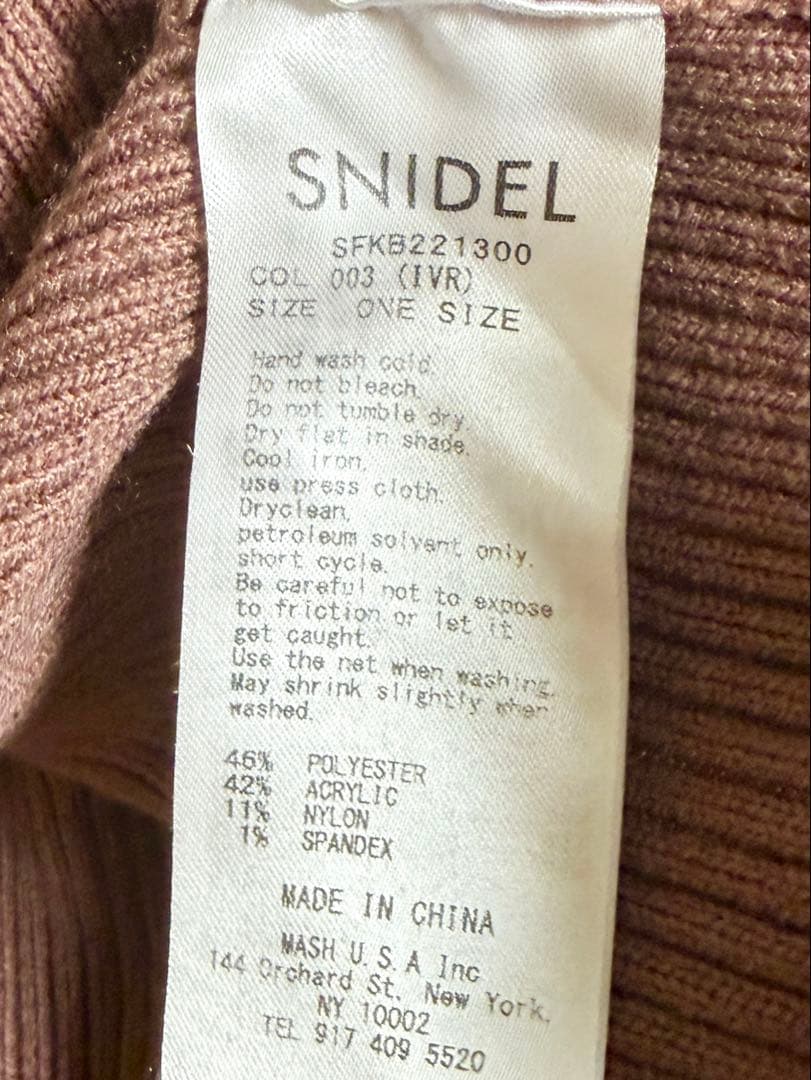 SNIDEL
SFKB221300
COL 003 (IVR)
SIZE ONE SIZE
Hand wash cold.
Do not bleach.
Do not tumble dry.
Dry flat in shade.
Cool iron,
use press cloth.
Dryclean,
petroleum solvent only.
short cycle.
Be careful not to expose
to friction or let it
get caught.
Use the net when washing.
May shrink slightly when
washed.
46% POLYESTER
42% ACRYLIC
11% NYLON
1% SPANDEX
MADE IN CHINA
MASH U.S.A Inc
144 Orchard St. New York.
NY 10002
TEL 917 409 5520